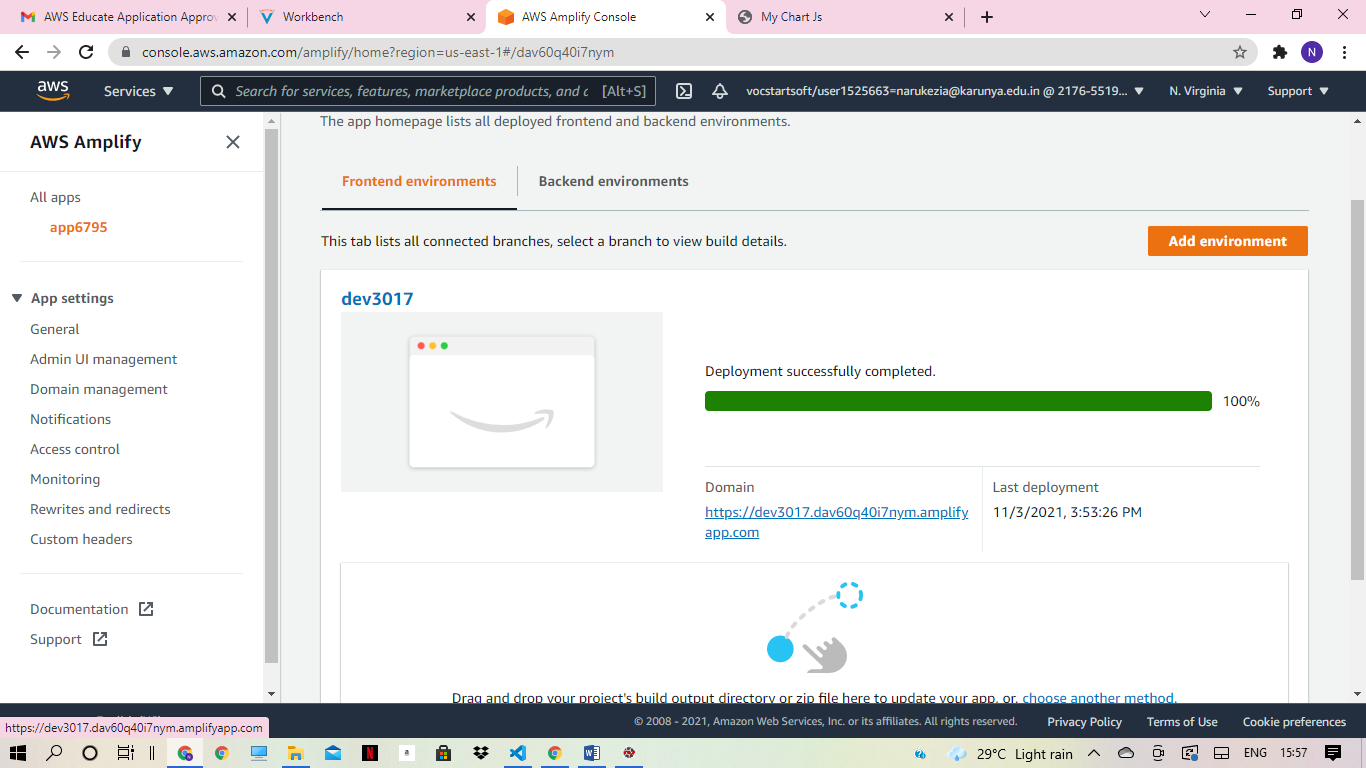 AWS Educate Application Approv
Workbench
AWS Amplify Console
My Chart Js
console.aws.amazon.com/amplify/home?region=us-east-1#/dav60q40i7nym
N
aws
Services
Search for services, features, marketplace products, and d
[Alt+S]
vocstartsoft/user1525663=narukezia@karunya.edu.in @ 2176-5519...
N. Virginia
Support
AWS Amplify
All apps
app6795
App settings
General
Admin UI management
Domain management
Notifications
Access control
Monitoring
Rewrites and redirects
Custom headers
Documentation
Support
The app homepage lists all deployed frontend and backend environments.
Frontend environments
Backend environments
This tab lists all connected branches, select a branch to view build details.
Add environment
dev3017
Deployment successfully completed.
100%
Domain
https://dev3017.dav60q40i7nym.amplify
app.com
Last deployment
11/3/2021, 3:53:26 PM
Drag and drop your project's build output directory or zip file here to update your app, or, choose another method.
© 2008 - 2021, Amazon Web Services, Inc. or its affiliates. All rights reserved.
Privacy Policy
Terms of Use
Cookie preferences
https://dev3017.dav60q40i7nym.amplifyapp.com
29°C Light rain
ENG
15:57